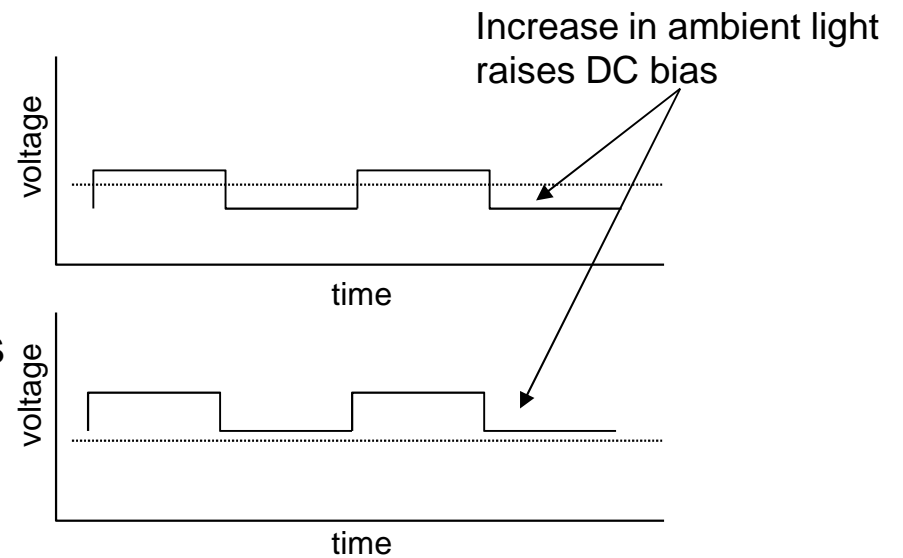 Increase in ambient light
raises DC bias
voltage
time
s
voltage
time